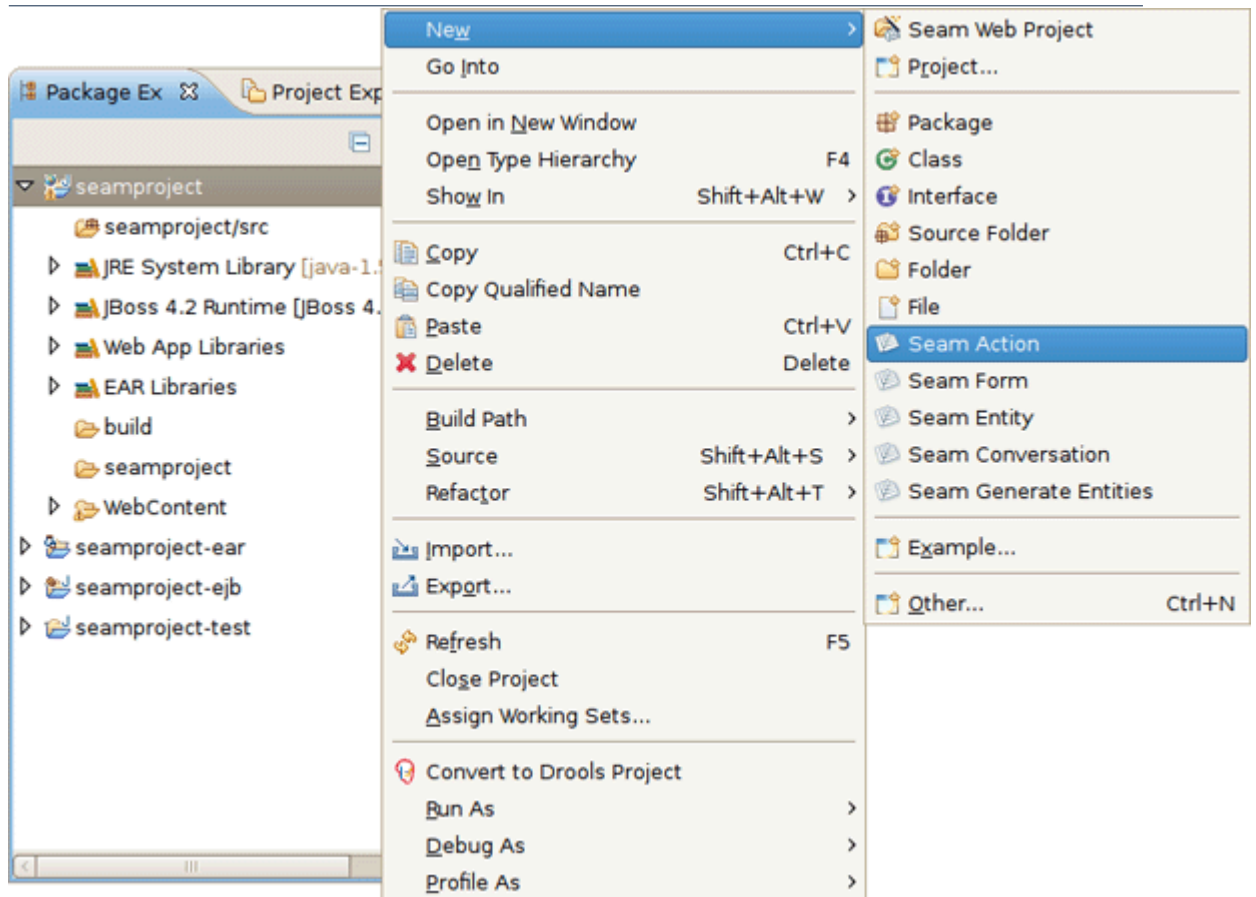 Package Ex
Project Exp
seamproject
seamproject/src
JRE System Library [java-1.5
JBoss 4.2 Runtime [JBoss 4.
Web App Libraries
EAR Libraries
build
seamproject
WebContent
seamproject-ear
seamproject-ejb
seamproject-test
New
Go Into
Open in New Window
Open Type Hierarchy F4
Show In Shift+Alt+W
Copy Ctrl+C
Copy Qualified Name
Paste Ctrl+V
Delete Delete
Build Path
Source Shift+Alt+S
Refactor Shift+Alt+T
Import...
Export...
Refresh F5
Close Project
Assign Working Sets...
Convert to Drools Project
Run As
Debug As
Profile As
Seam Web Project
Project...
Package
Class
Interface
Source Folder
Folder
File
Seam Action
Seam Form
Seam Entity
Seam Conversation
Seam Generate Entities
Example...
Other... Ctrl+N